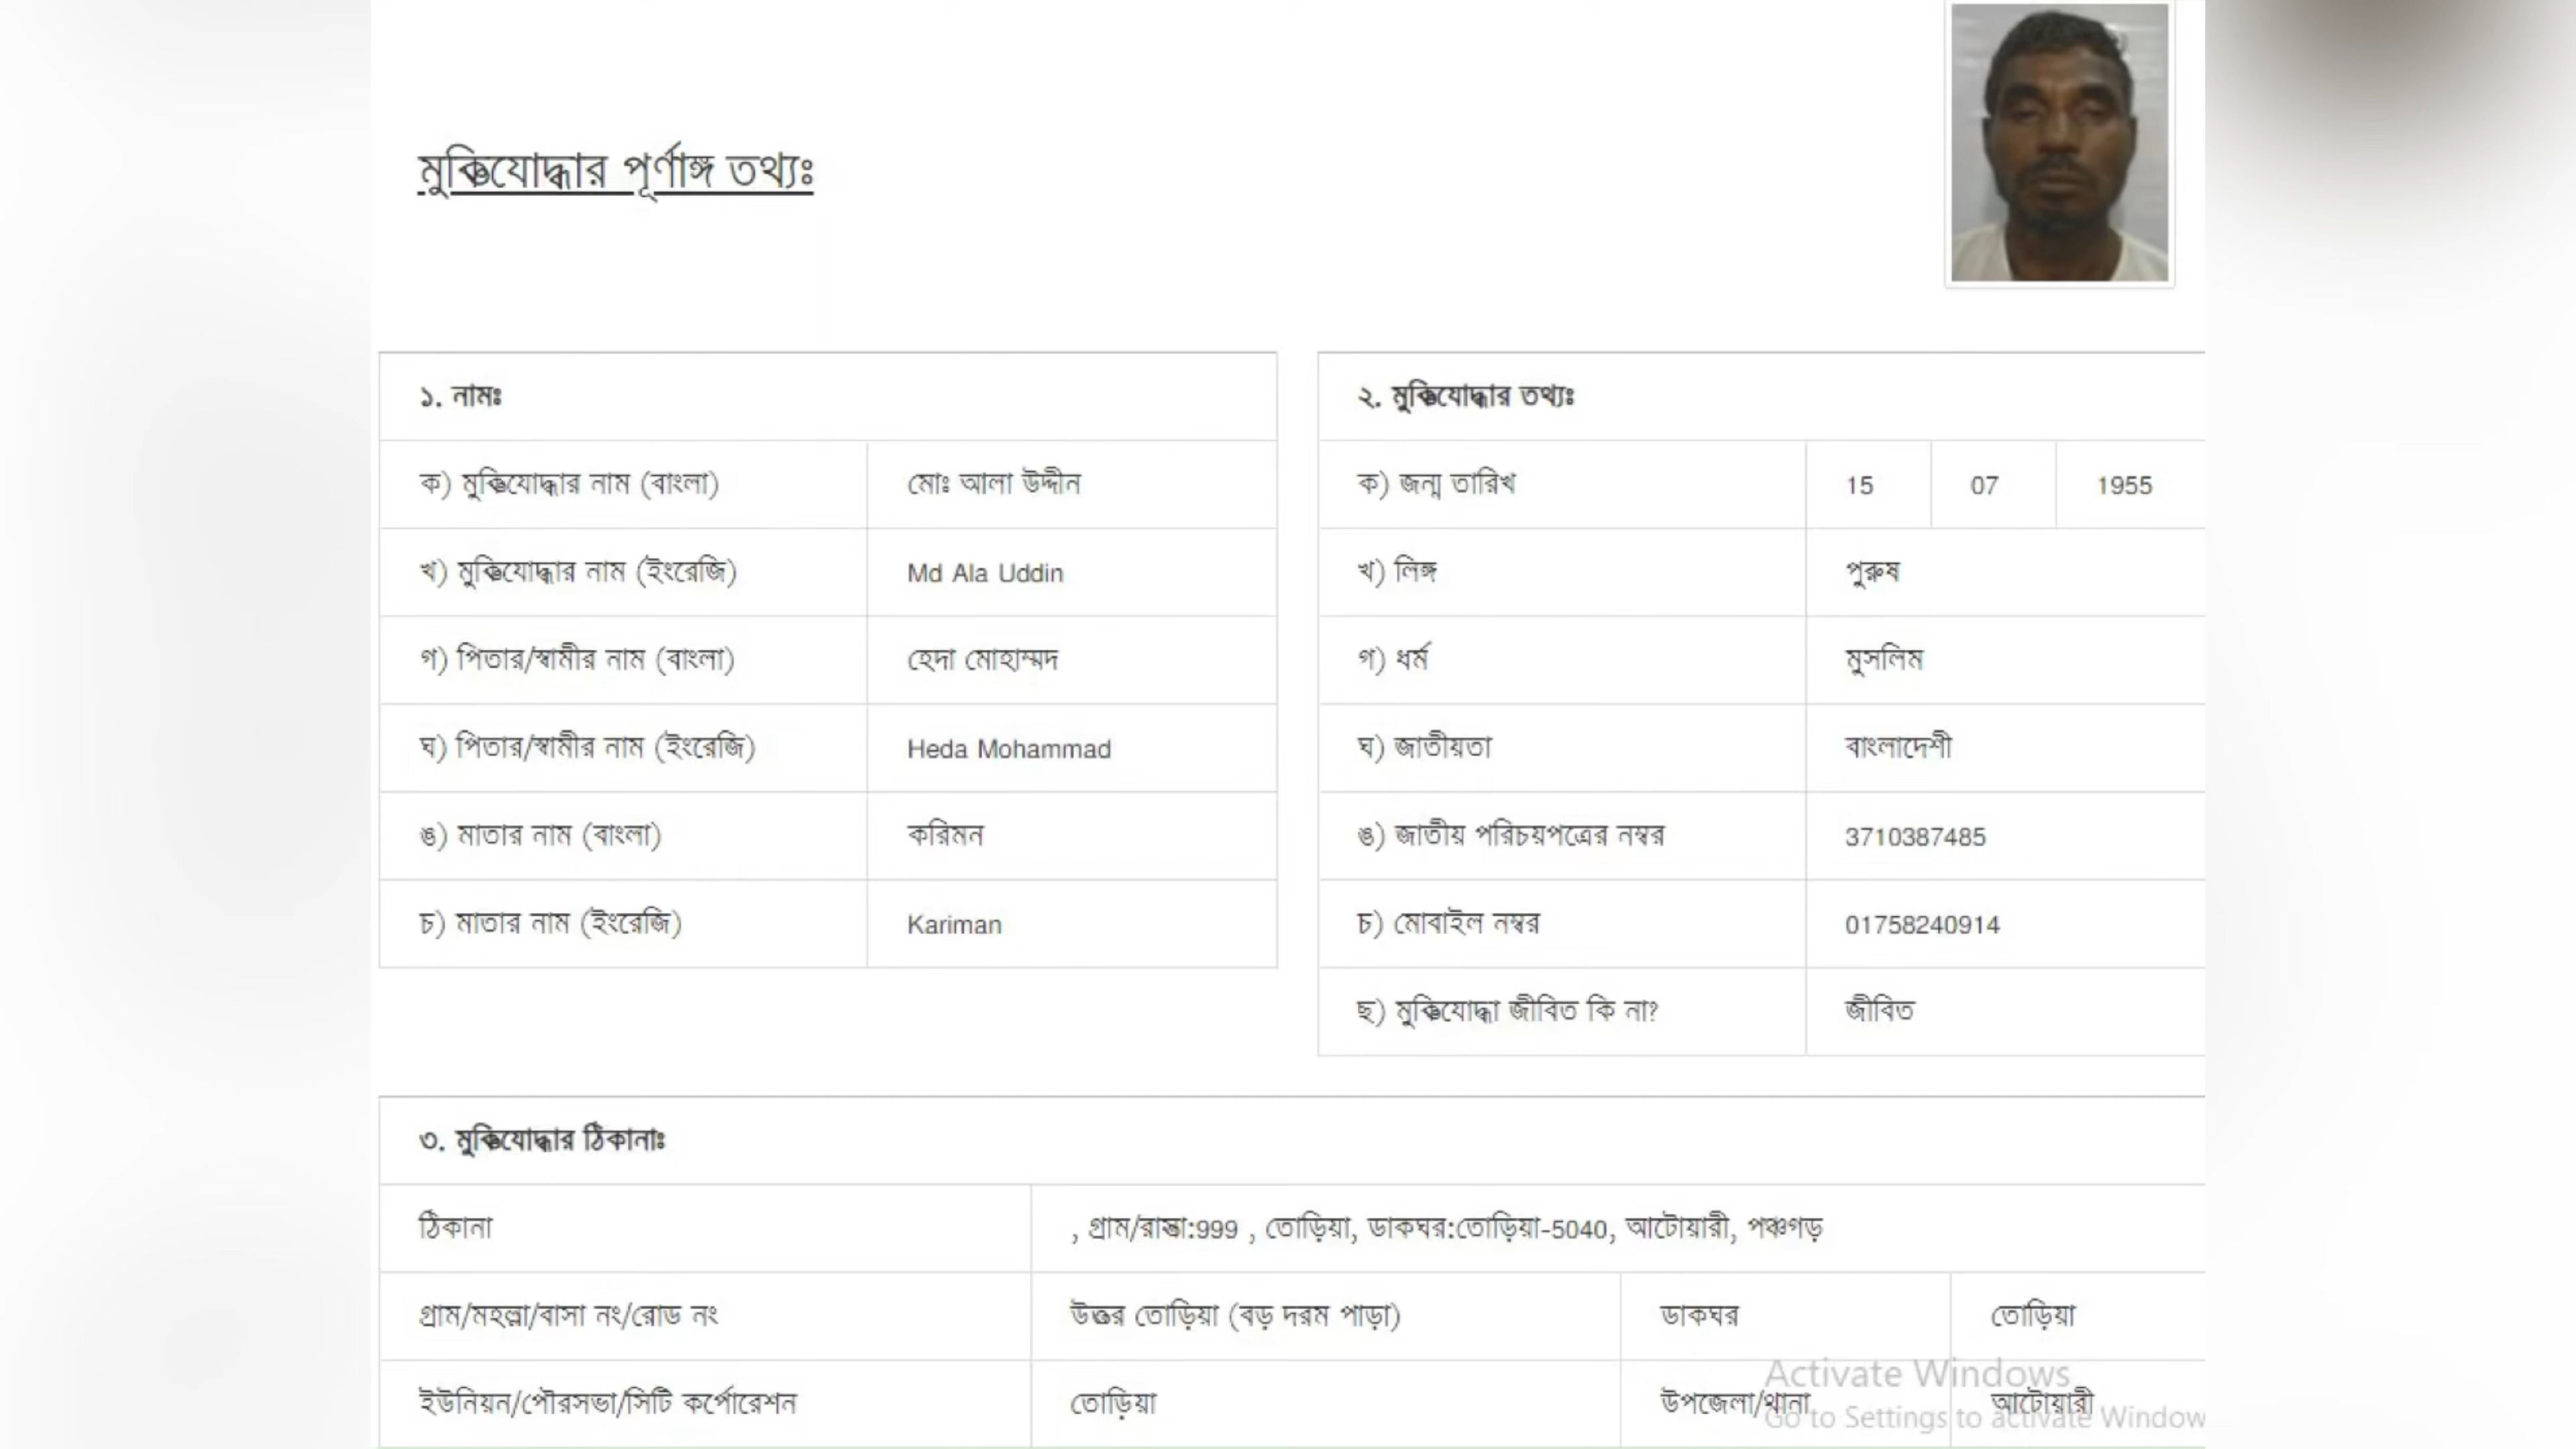 মুক্তিযোদ্ধার পূর্ণাঙ্গ তথ্যঃ
১. নামঃ
ক) মুক্তিযোদ্ধার নাম (বাংলা) মোঃ আলা উদ্দীন
খ) মুক্তিযোদ্ধার নাম (ইংরেজি) Md Ala Uddin
গ) পিতার/স্বামীর নাম (বাংলা) হেদা মোহাম্মদ
ঘ) পিতার/স্বামীর নাম (ইংরেজি) Heda Mohammad
ঙ) মাতার নাম (বাংলা) করিমন
চ) মাতার নাম (ইংরেজি) Kariman
২. মুক্তিযোদ্ধার তথ্যঃ
ক) জন্ম তারিখ 15 07 1955
খ) লিঙ্গ পুরুষ
গ) ধর্ম মুসলিম
ঘ) জাতীয়তা বাংলাদেশী
ঙ) জাতীয় পরিচয়পত্রের নম্বর 3710387485
চ) মোবাইল নম্বর 01758240914
ছ) মুক্তিযোদ্ধা জীবিত কি না? জীবিত
৩. মুক্তিযোদ্ধার ঠিকানাঃ
ঠিকানা , গ্রাম/রাস্তা:999 , তোড়িয়া, ডাকঘর:তোড়িয়া-5040, আটোয়ারী, পঞ্চগড়
গ্রাম/মহল্লা/বাসা নং/রোড নং উত্তর তোড়িয়া (বড় দরম পাড়া) ডাকঘর তোড়িয়া
ইউনিয়ন/পৌরসভা/সিটি কর্পোরেশন তোড়িয়া উপজেলা/থানা আটোয়ারী
Activate Windows
Go to Settings to activate Window